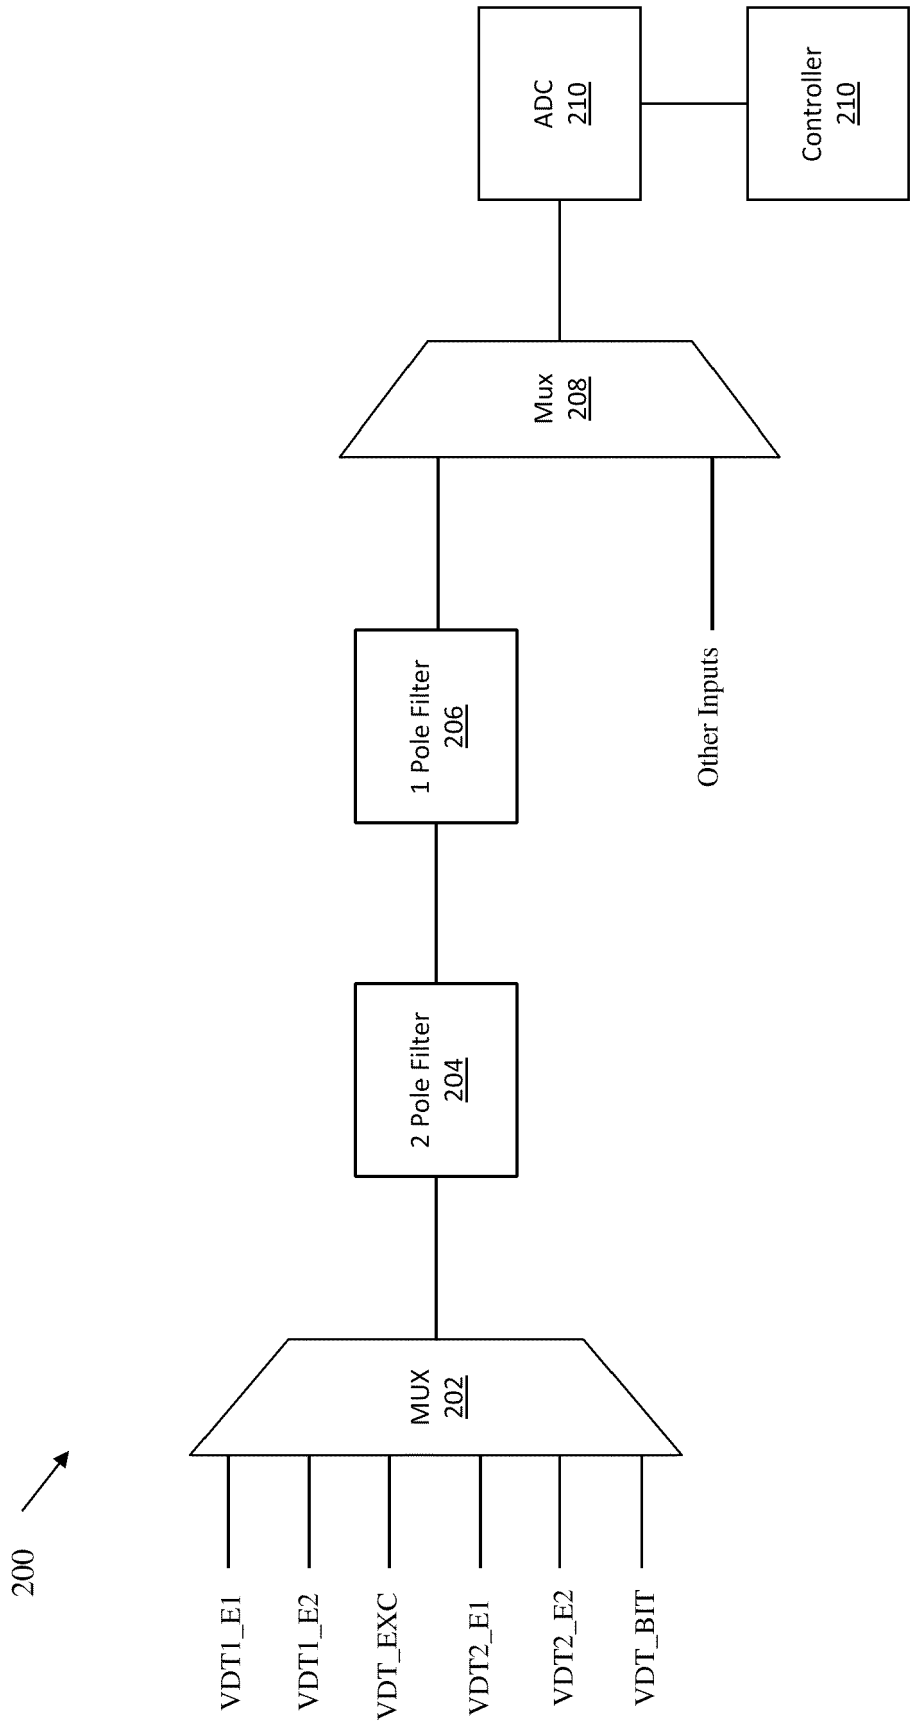 200
VDT1_E1
VDT1_E2
VDT_EXC
VDT2_E1
VDT2_E2
VDT_BIT
MUX
202
2 Pole Filter
204
1 Pole Filter
206
Other Inputs
Mux
208
ADC
210
Controller
210